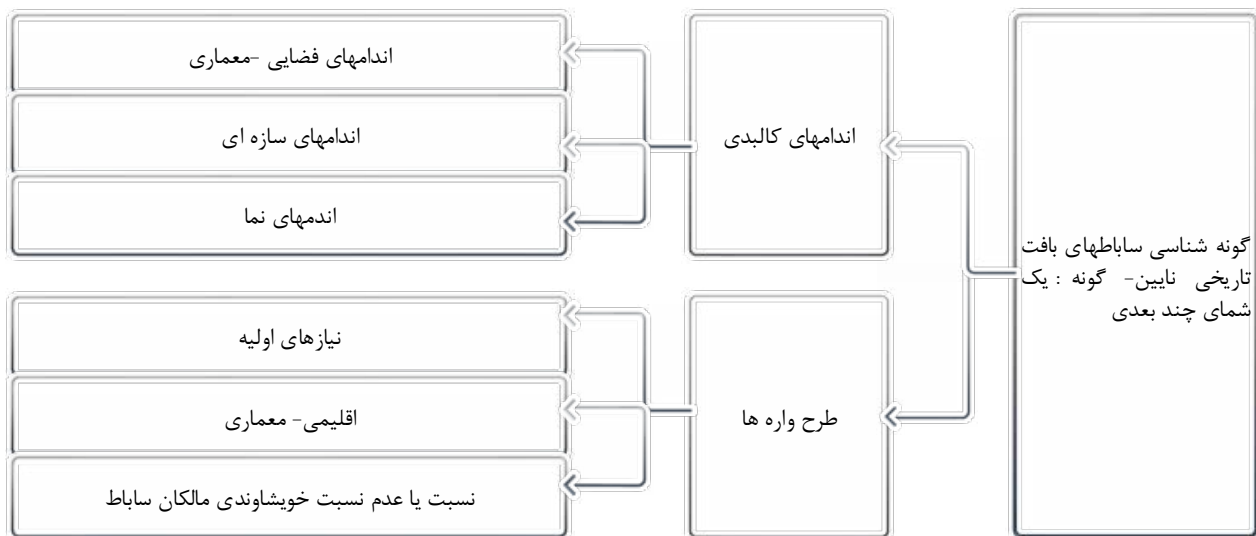 گونه شناسی ساباطهای بافت
تاریخی نایین- گونه : یک
شمای چند بعدی
اندامهای کالبدی
اندامهای فضایی -معماری
اندامهای سازه ای
اندمهای نما
طرح واره ها
نیازهای اولیه
اقلیمی- معماری
نسبت یا عدم نسبت خویشاوندی مالکان ساباط